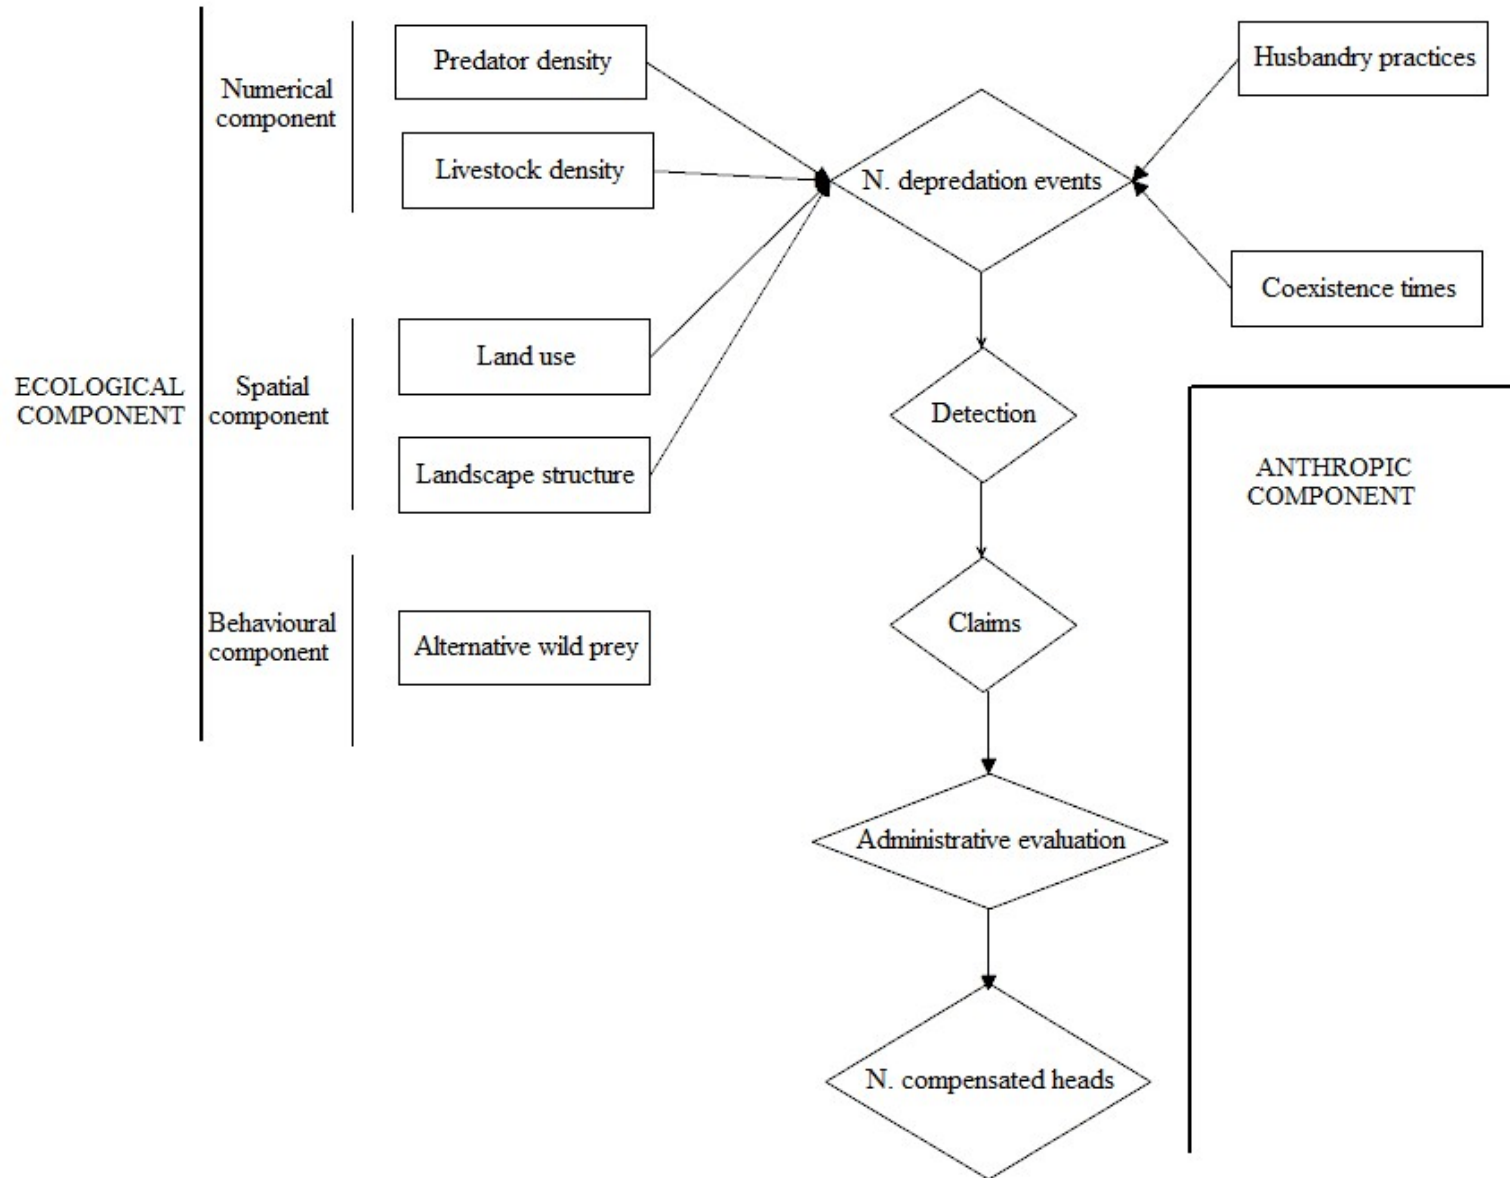 Predator density
Husbandry practices
Numerical
component
Livestock density
N. depredation events
Coexistence times
Land use
ECOLOGICAL
COMPONENT
Spatial
component
Detection
Landscape structure
ANTHROPIC
COMPONENT
Behavioural
component
Alternative wild prey
Claims
Administrative evaluation
N. compensated heads